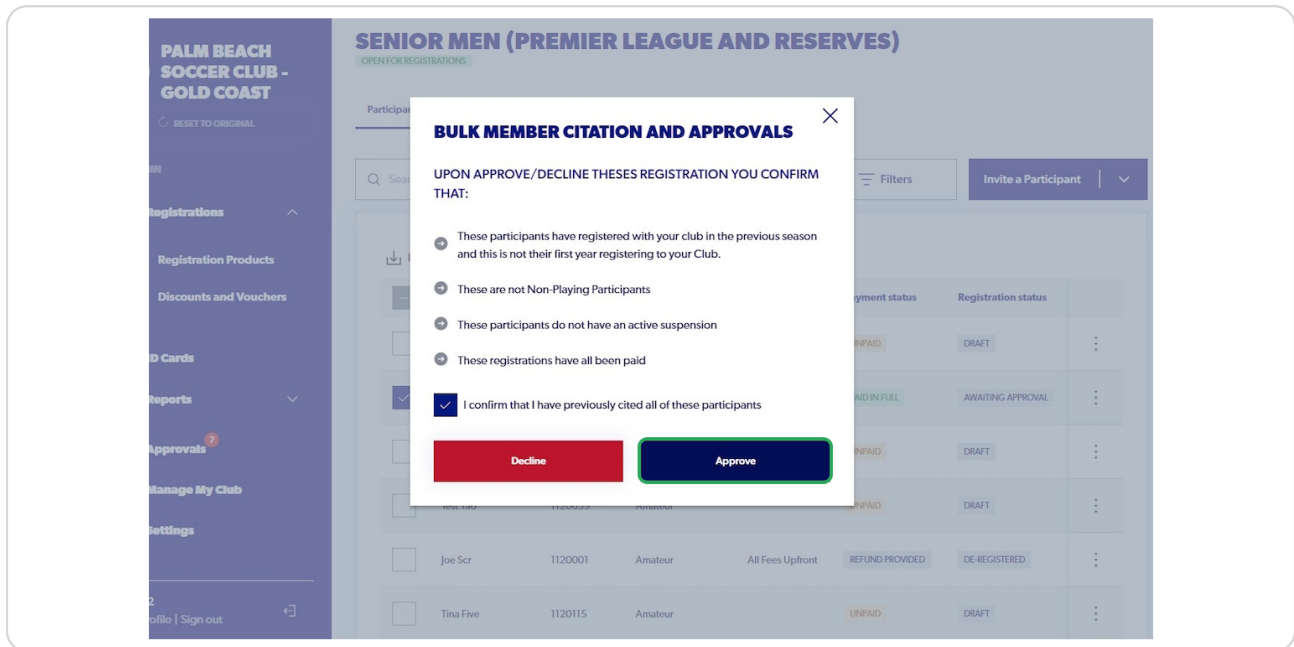 PALM BEACH
SOCCER CLUB -
GOLD COAST
RESET TO ORIGINAL
Registrations
Registration Products
Discounts and Vouchers
ID Cards
Reports
Approvals
7
Manage My Club
Settings
Sign out
SENIOR MEN (PREMIER LEAGUE AND RESERVES)
OPEN FOR REGISTRATIONS
Filters
Invite a Participant
BULK MEMBER CITATION AND APPROVALS
UPON APPROVE/DECLINE THESES REGISTRATION YOU CONFIRM
THAT:
These participants have registered with your club in the previous season
and this is not their first year registering to your Club.
These are not Non-Playing Participants
These participants do not have an active suspension
These registrations have all been paid
I confirm that I have previously cited all of these participants
Decline
Approve
status Registration status
DRAFT
IN FULL AWAITING APPROVAL
DRAFT
DRAFT
Joe Scr 1120001 Amateur All Fees Upfront REFUND PROVIDED DE-REGISTERED
Tina Five 1120115 Amateur UNPAID DRAFT